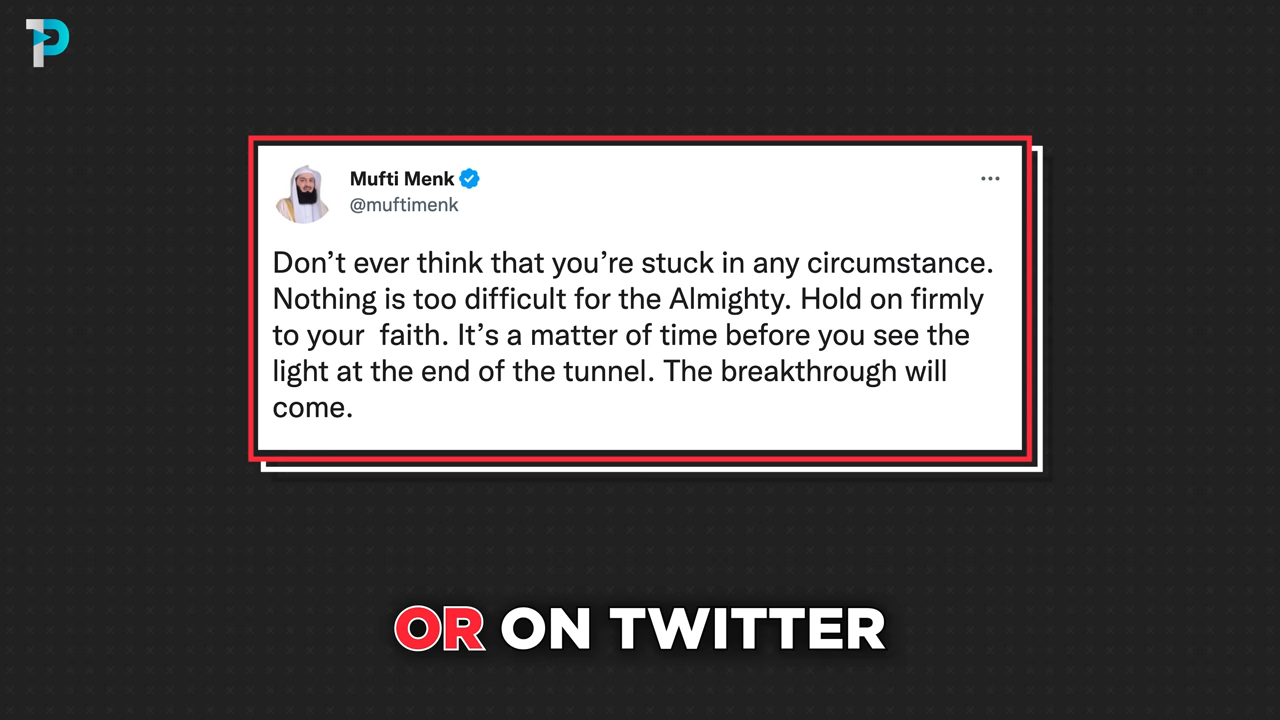 Mufti Menk
@muftimenk
Don’t ever think that you’re stuck in any circumstance.
Nothing is too difficult for the Almighty. Hold on firmly
to your  faith. It’s a matter of time before you see the
light at the end of the tunnel. The breakthrough will
come.
OR ON TWITTER